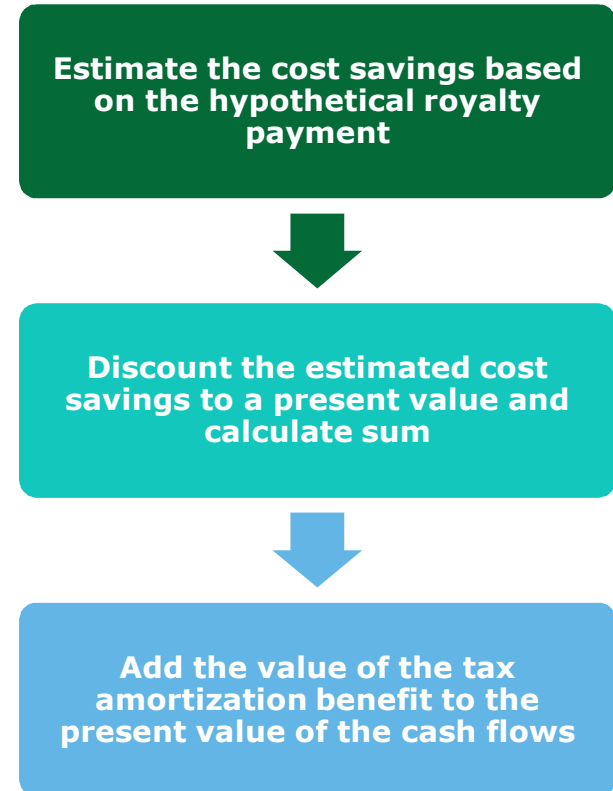 Estimate the cost savings based
on the hypothetical royalty
payment
Discount the estimated cost
savings to a present value and
calculate sum
Add the value of the tax
amortization benefit to the
present value of the cash flows